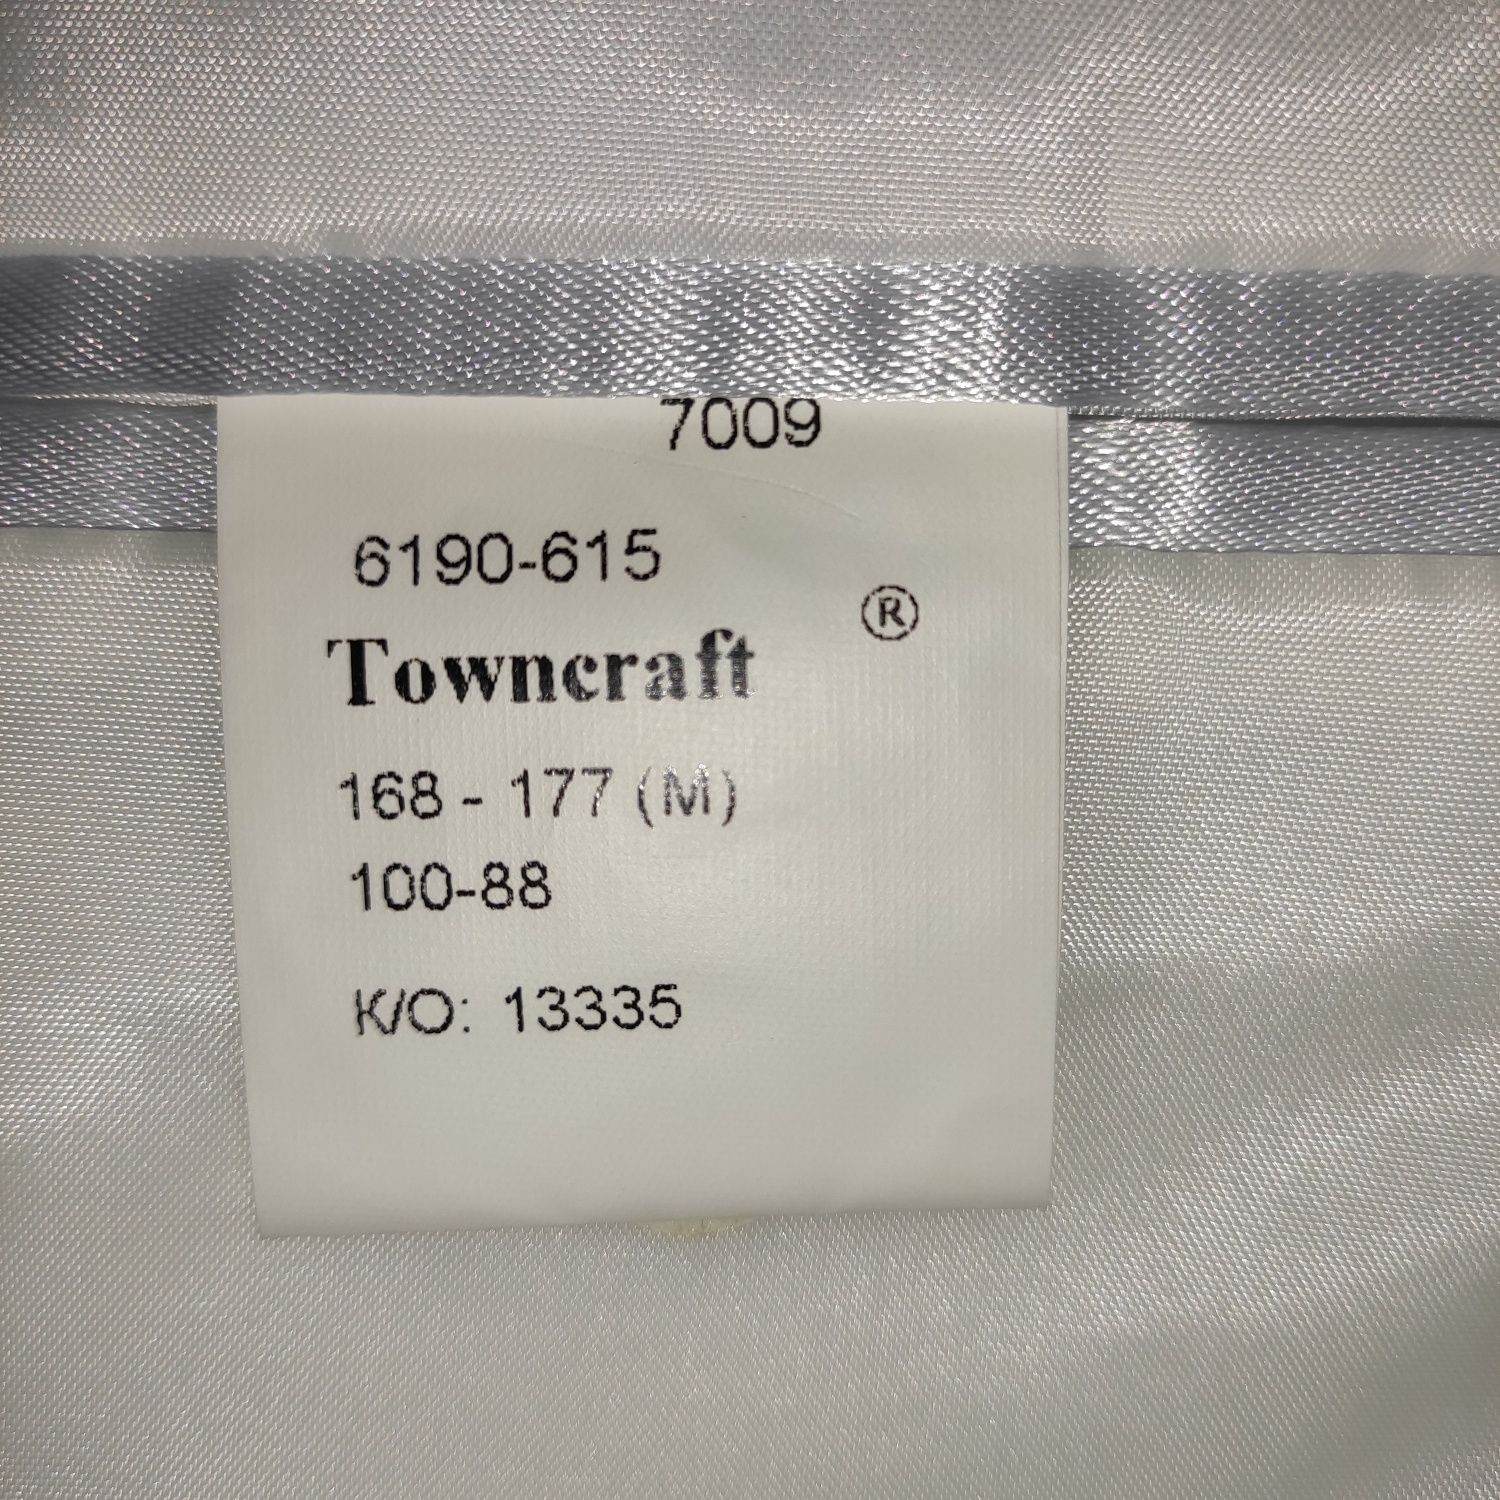 7009
6190-615
Towncraft ®
168 - 177 (M)
100-88
K/O: 13335